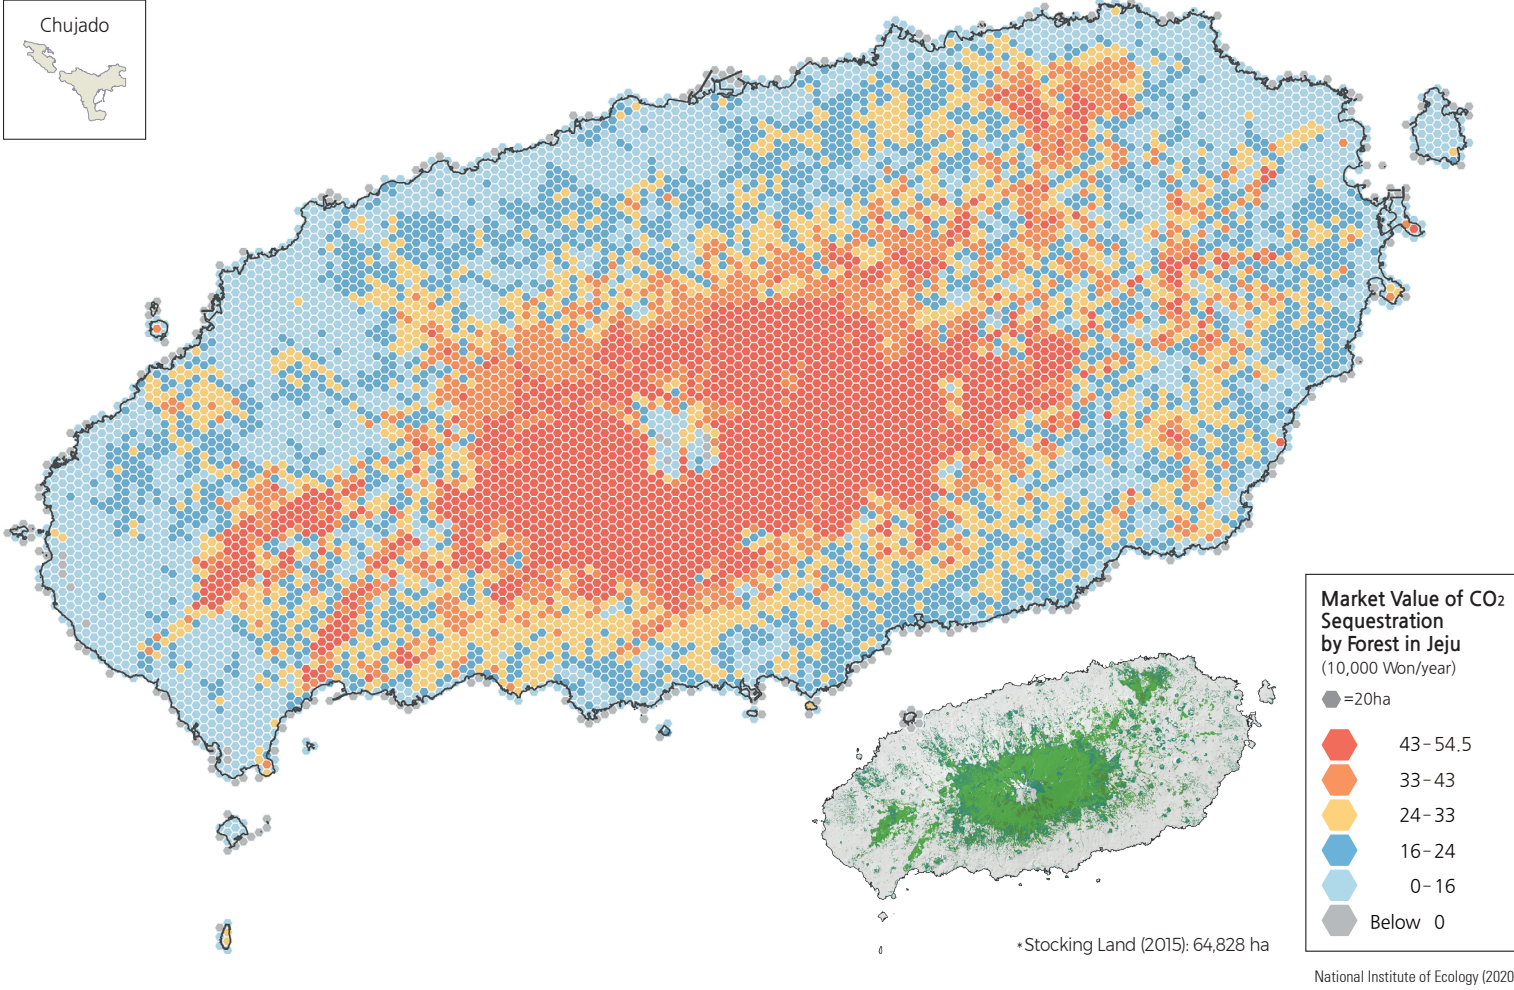 Chujado
Market Value of CO2
Sequestration
by Forest in Jeju
(10,000 Won/year)
=20ha
43-54.5
33-43
24-33
16-24
0-16
Below 0
*Stocking Land (2015): 64,828 ha
National Institute of Ecology (2020